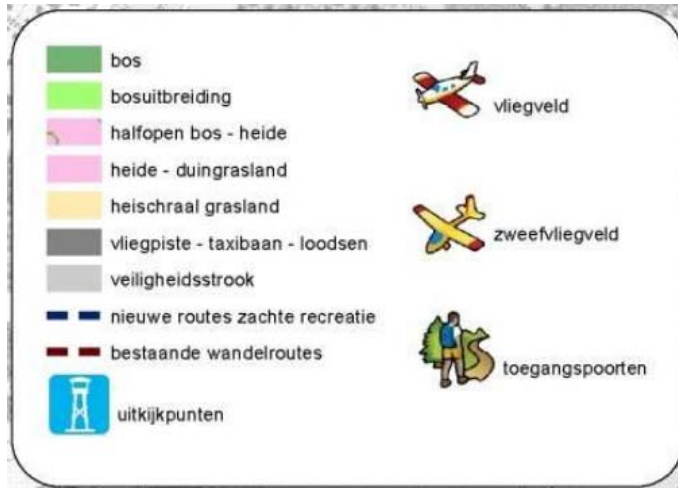 bos
bosuitbreiding
halfopen bos - heide
heide - duingrasland
heischraal grasland
vliegpiste - taxibaan - loodsen
veiligheidsstrook
nieuwe routes zachte recreatie
bestaande wandelroutes
uitkijkpunten
vliegveld
zweefvliegveld
toegangspoorten